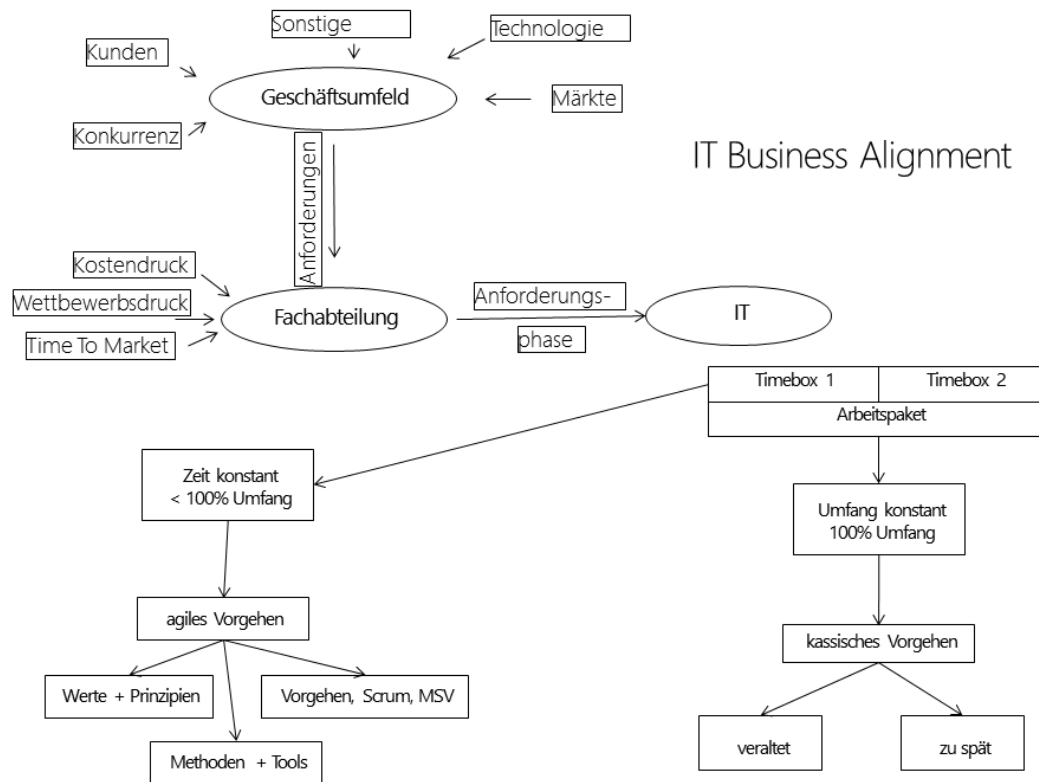 Sonstige
Technologie
Kunden
Geschäftsumfeld
Märkte
Konkurrenz
IT Business Alignment
Anforderungen
Kostendruck
Wettbewerbsdruck
Time To Market
Fachabteilung
Anforderungs-
phase
IT
Timebox 1
Timebox 2
Arbeitspaket
Zeit konstant
< 100% Umfang
Umfang konstant
100% Umfang
agiles Vorgehen
kassisches Vorgehen
Werte + Prinzipien
Vorgehen, Scrum, MSV
Methoden + Tools
veraltet
zu spät